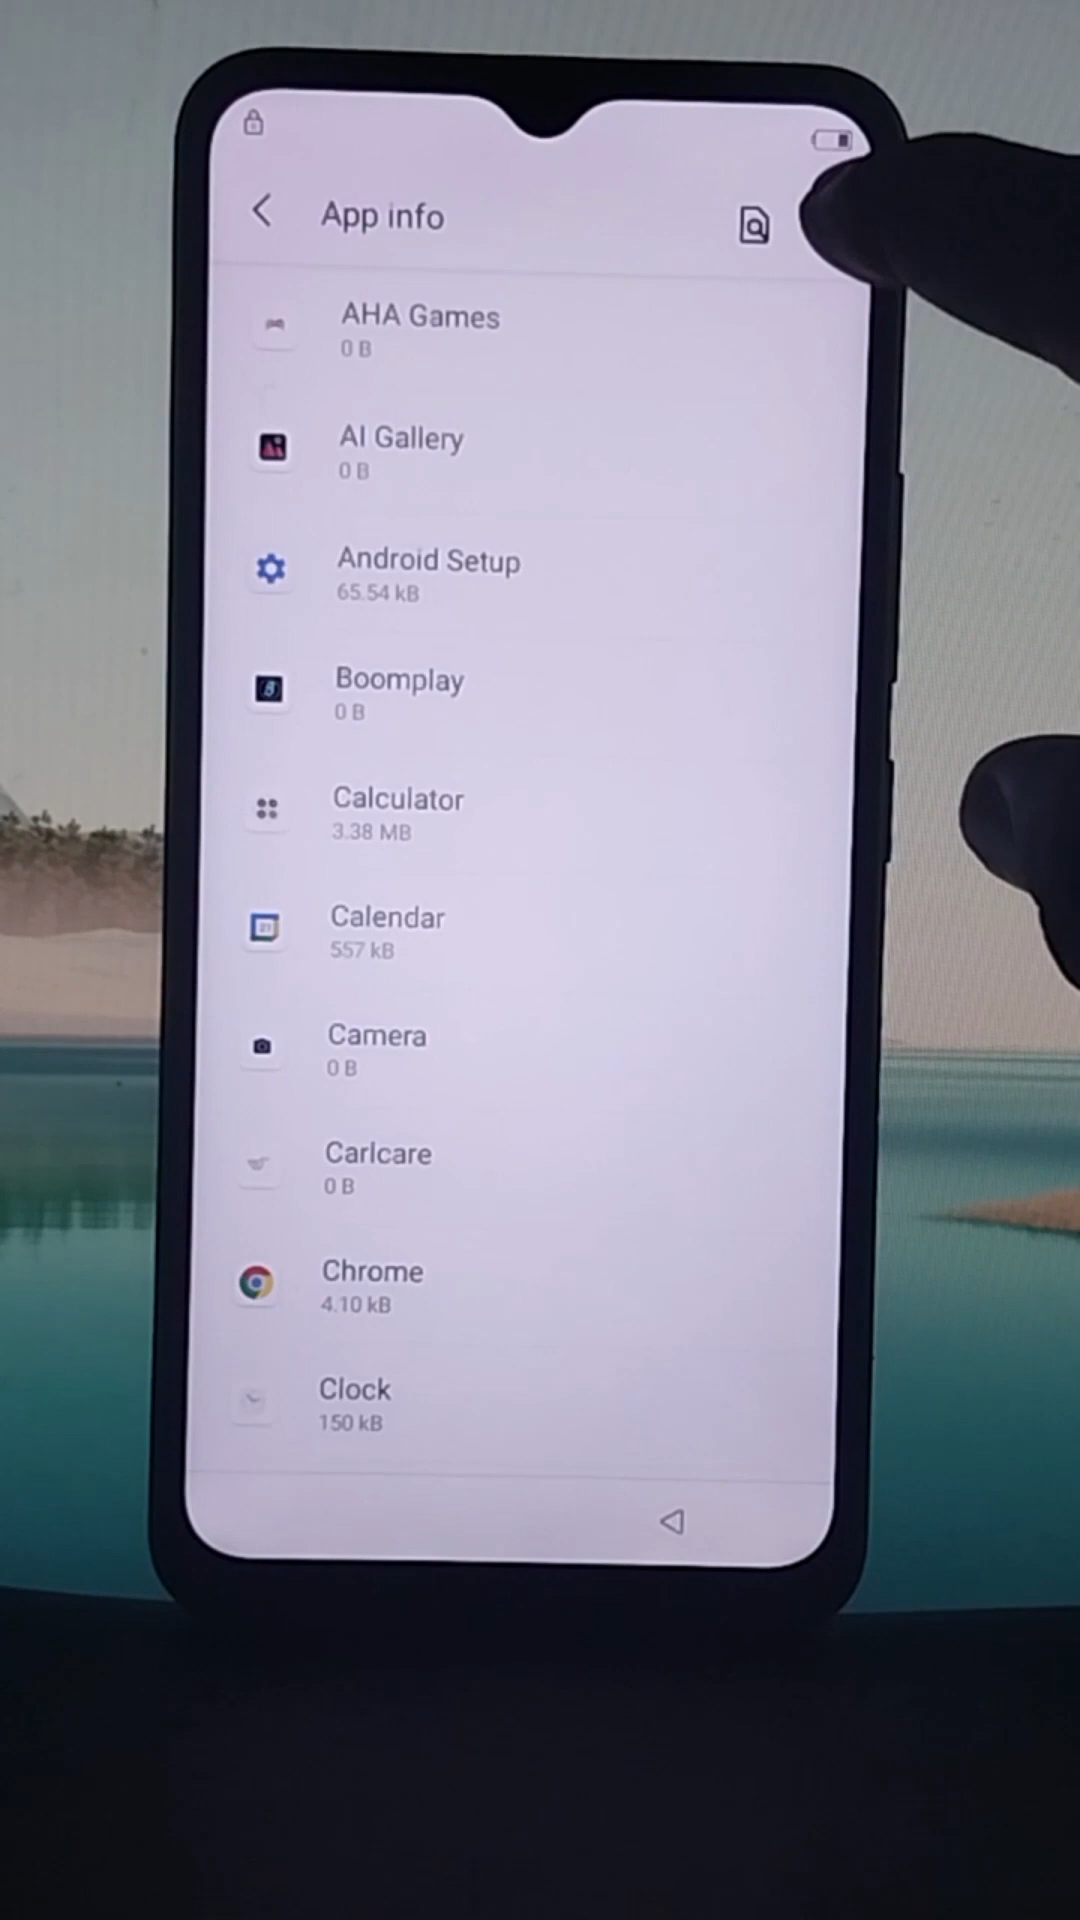 App info
AHA Games
0 B
AI Gallery
0 B
Android Setup
65.54 kB
Boomplay
0 B
Calculator
3.38 MB
Calendar
557 kB
Camera
0 B
Carlcare
0 B
Chrome
4.10 kB
Clock
150 kB